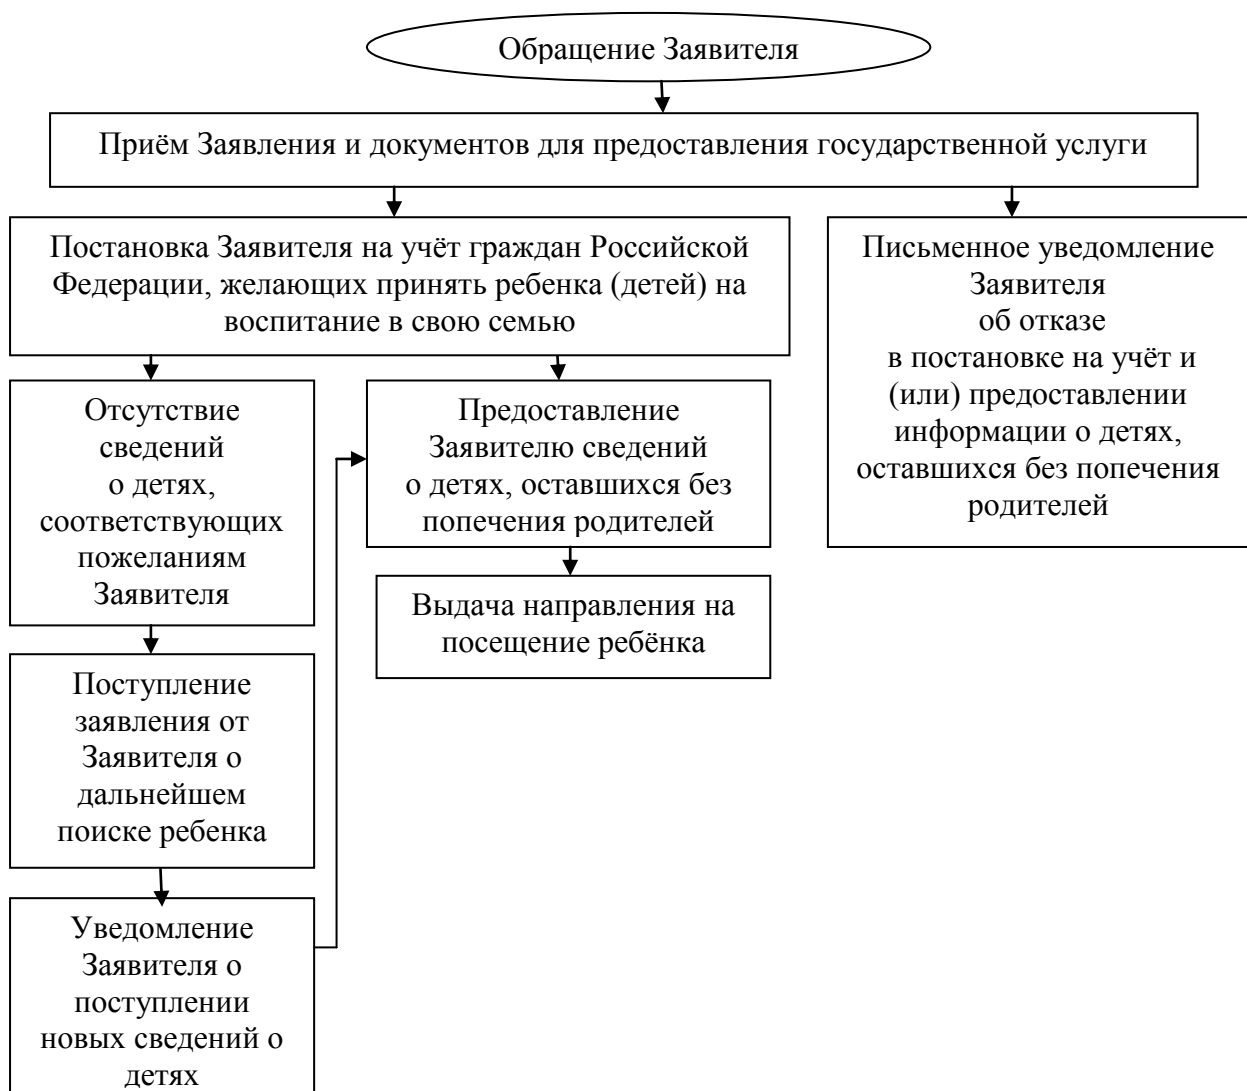 Обращение Заявителя
Приём Заявления и документов для предоставления государственной услуги
Постановка Заявителя на учёт граждан Российской
Федерации, желающих принять ребенка (детей) на
воспитание в свою семью
Письменное уведомление
Заявителя
об отказе
в постановке на учёт и
(или) предоставлении
информации о детях,
оставшихся без попечения
родителей
Отсутствие
сведений
о детях,
соответствующих
пожеланиям
Заявителя
Предоставление
Заявителю сведений
о детях, оставшихся без
попечения родителей
Выдача направления на
посещение ребёнка
Поступление
заявления от
Заявителя о
дальнейшем
поиске ребенка
Уведомление
Заявителя о
поступлении
новых сведений о
детях